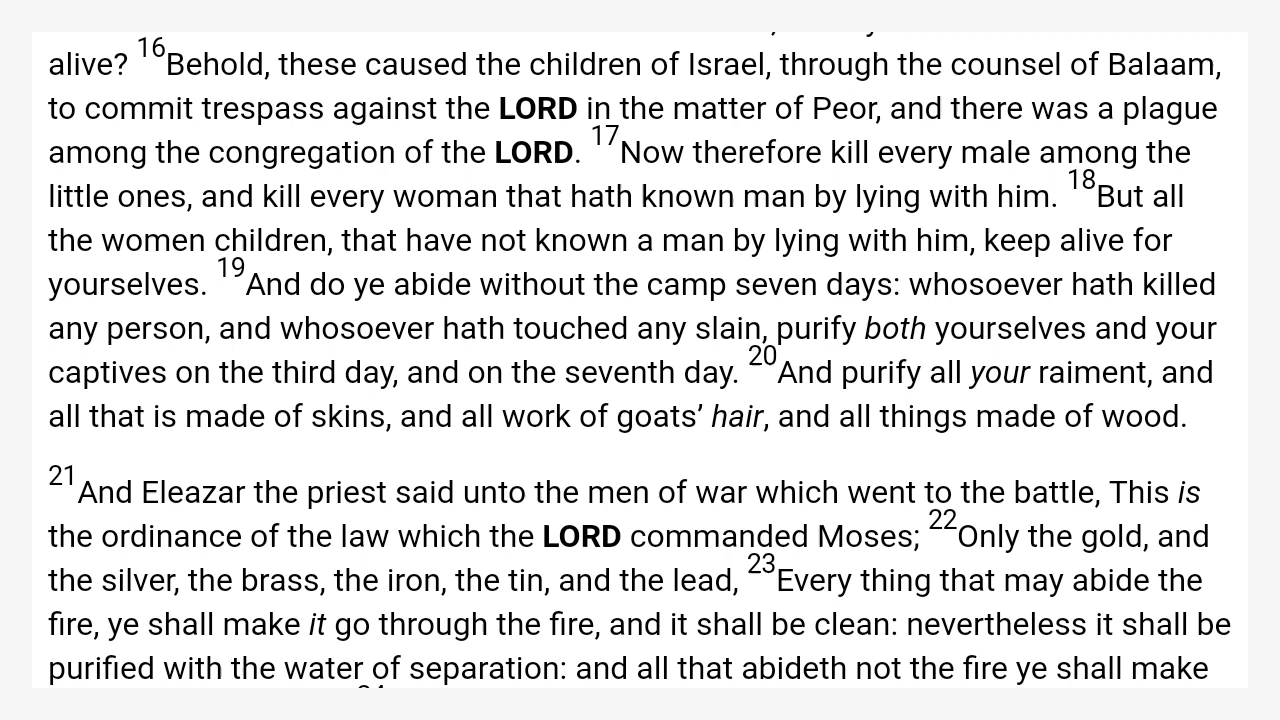 alive? 16Behold, these caused the children of Israel, through the counsel of Balaam,
to commit trespass against the LORD in the matter of Peor, and there was a plague
among the congregation of the LORD. 17Now therefore kill every male among the
little ones, and kill every woman that hath known man by lying with him. 18But all
the women children, that have not known a man by lying with him, keep alive for
yourselves. 19And do ye abide without the camp seven days: whosoever hath killed
any person, and whosoever hath touched any slain, purify both yourselves and your
captives on the third day, and on the seventh day. 20And purify all your raiment, and
all that is made of skins, and all work of goats’ hair, and all things made of wood.
21And Eleazar the priest said unto the men of war which went to the battle, This is
the ordinance of the law which the LORD commanded Moses; 22Only the gold, and
the silver, the brass, the iron, the tin, and the lead, 23Every thing that may abide the
fire, ye shall make it go through the fire, and it shall be clean: nevertheless it shall be
purified with the water of separation: and all that abideth not the fire ye shall make